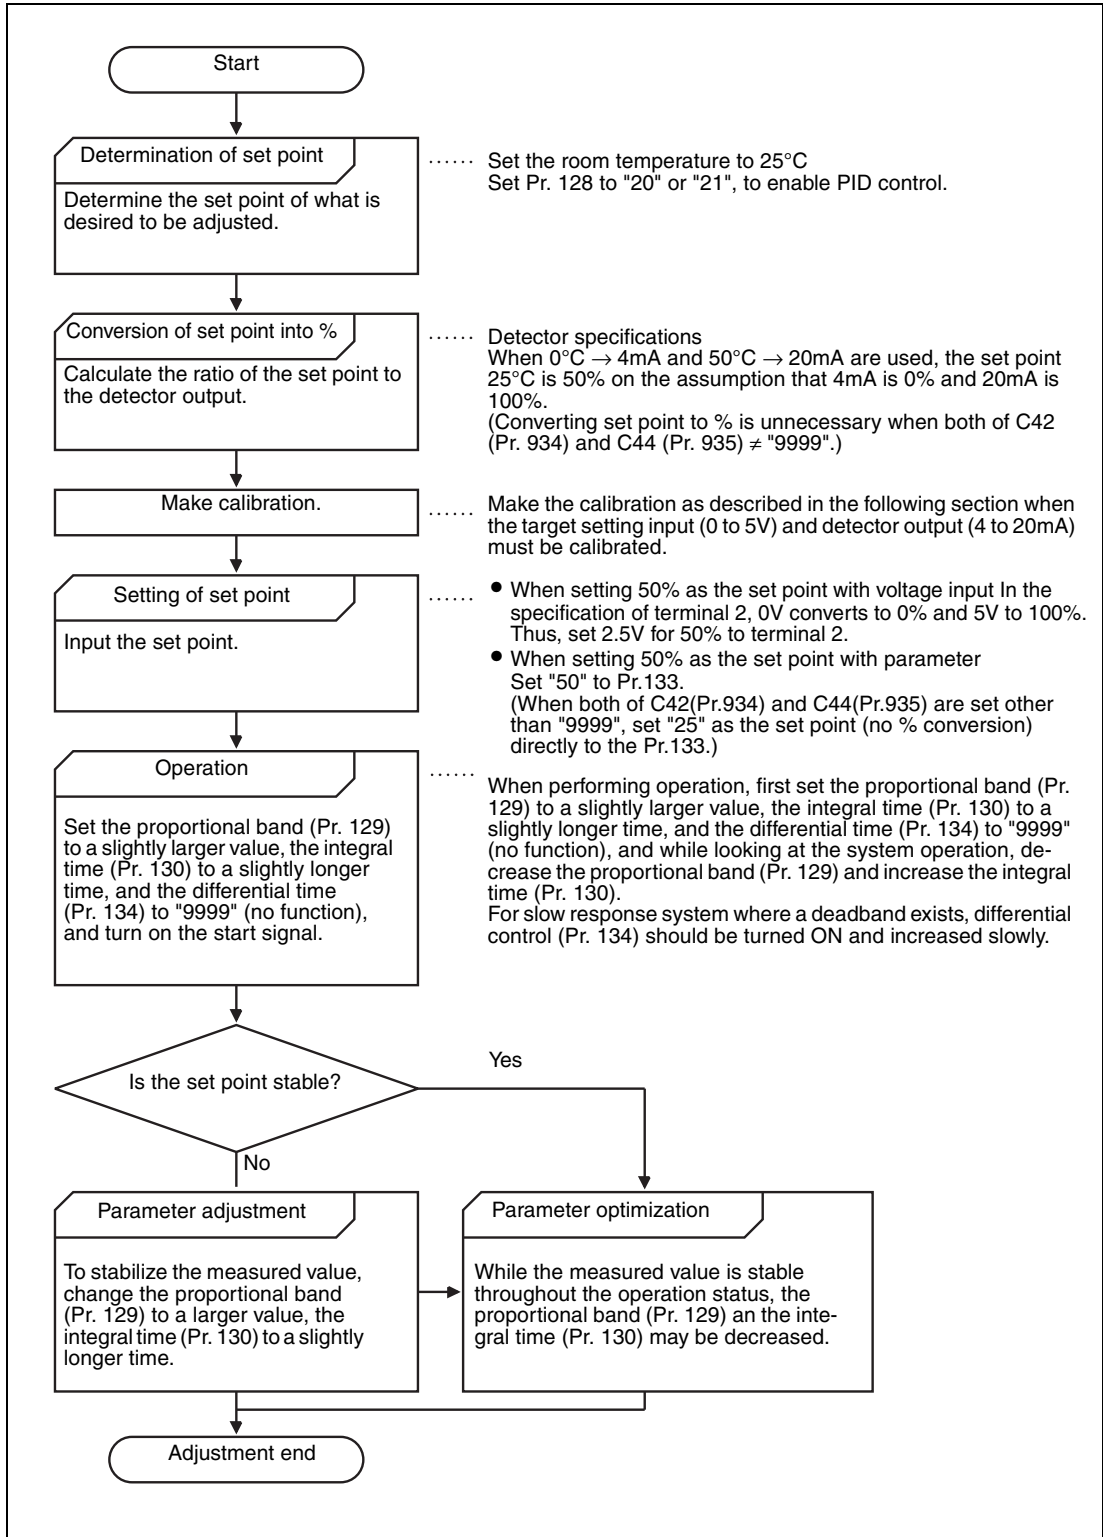 Start
Determination of set point
Determine the set point of what is
desired to be adjusted.
...... Set the room temperature to 25°C
Set Pr. 128 to "20" or "21", to enable PID control.
Conversion of set point into %
Calculate the ratio of the set point to
the detector output.
...... Detector specifications
When 0°C → 4mA and 50°C → 20mA are used, the set point
25°C is 50% on the assumption that 4mA is 0% and 20mA is
100%.
(Converting set point to % is unnecessary when both of C42
(Pr. 934) and C44 (Pr. 935) ≠ "9999".)
Make calibration.
...... Make the calibration as described in the following section when
the target setting input (0 to 5V) and detector output (4 to 20mA)
must be calibrated.
Setting of set point
Input the set point.
...... ● When setting 50% as the set point with voltage input In the
specification of terminal 2, 0V converts to 0% and 5V to 100%.
Thus, set 2.5V for 50% to terminal 2.
● When setting 50% as the set point with parameter
Set "50" to Pr.133.
(When both of C42(Pr.934) and C44(Pr.935) are set other
than "9999", set "25" as the set point (no % conversion)
directly to the Pr.133.)
Operation
Set the proportional band (Pr. 129)
to a slightly larger value, the integral
time (Pr. 130) to a slightly longer
time, and the differential time
(Pr. 134) to "9999" (no function),
and turn on the start signal.
...... When performing operation, first set the proportional band (Pr.
129) to a slightly larger value, the integral time (Pr. 130) to a
slightly longer time, and the differential time (Pr. 134) to "9999"
(no function), and while looking at the system operation, de-
crease the proportional band (Pr. 129) and increase the integral
time (Pr. 130).
For slow response system where a deadband exists, differential
control (Pr. 134) should be turned ON and increased slowly.
Is the set point stable?
Yes
No
Parameter adjustment
To stabilize the measured value,
change the proportional band
(Pr. 129) to a larger value, the
integral time (Pr. 130) to a slightly
longer time.
Parameter optimization
While the measured value is stable
throughout the operation status, the
proportional band (Pr. 129) an the inte-
gral time (Pr. 130) may be decreased.
Adjustment end